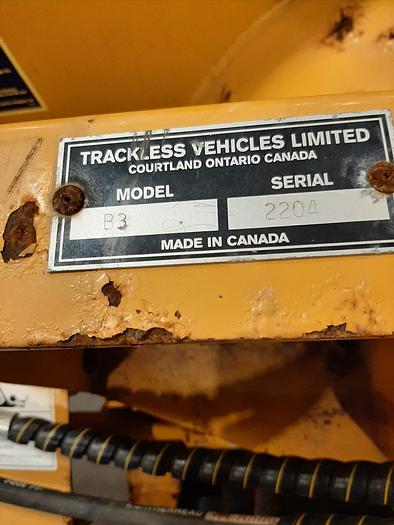 TRACKLESS VEHICLES LIMITED
COURTLAND ONTARIO CANADA
MODEL SERIAL
B3 2204
MADE IN CANADA